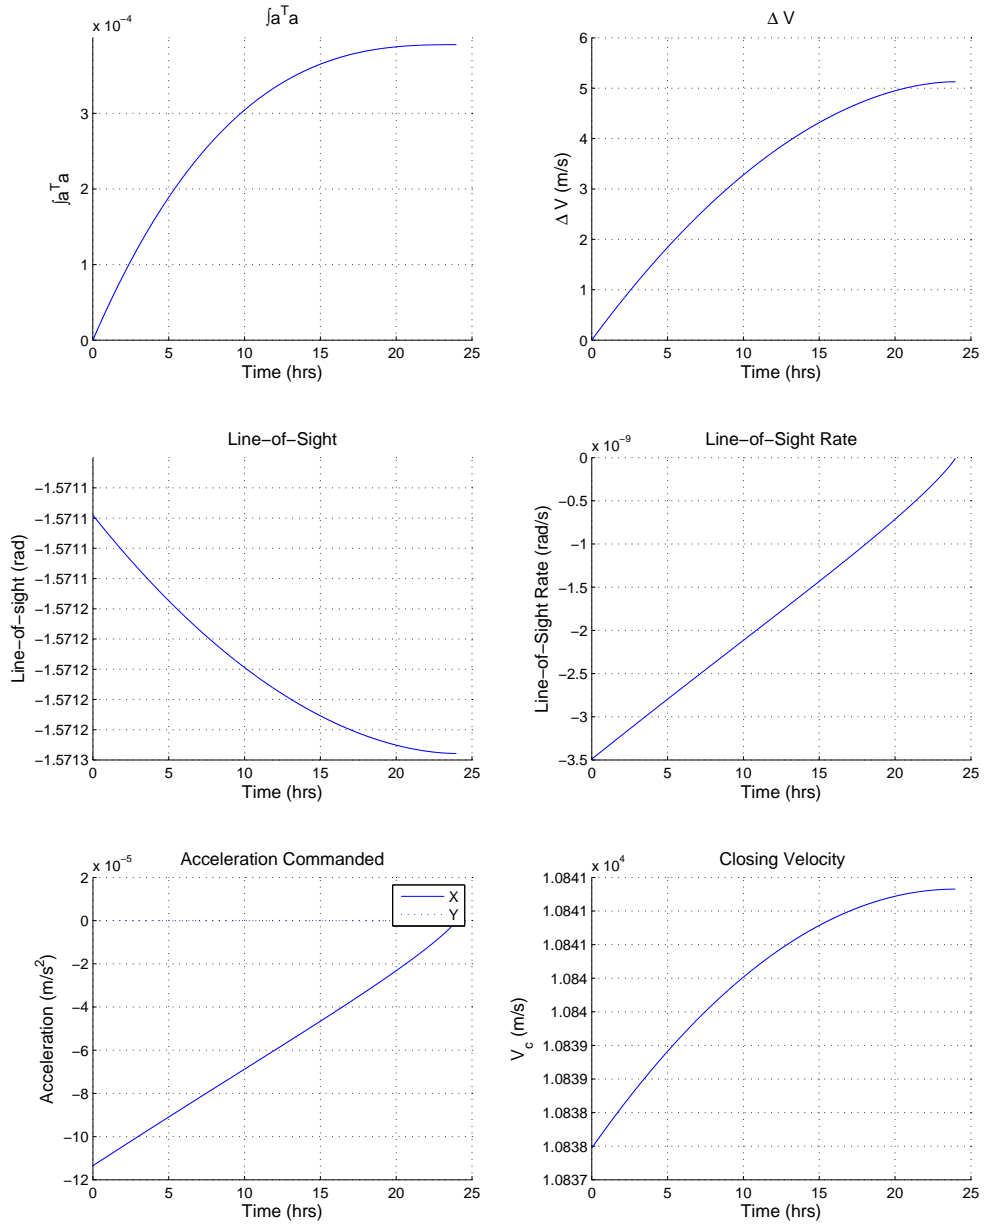 ∫aᵀa
x 10⁻⁴
∫aᵀa
3
2
1
0
0 5 10 15 20 25
Time (hrs)
Δ V
Δ V (m/s)
6
5
4
3
2
1
0
0 5 10 15 20 25
Time (hrs)
Line−of−Sight
Line−of−sight (rad)
−1.5711
−1.5711
−1.5711
−1.5711
−1.5712
−1.5712
−1.5712
−1.5712
−1.5712
−1.5713
0 5 10 15 20 25
Time (hrs)
Line−of−Sight Rate
x 10⁻⁹
Line−of−Sight Rate (rad/s)
0
−0.5
−1
−1.5
−2
−2.5
−3
−3.5
0 5 10 15 20 25
Time (hrs)
Acceleration Commanded
x 10⁻⁵
Acceleration (m/s²)
2
0
−2
−4
−6
−8
−10
−12
X
Y
0 5 10 15 20 25
Time (hrs)
Closing Velocity
x 10⁴
V_c (m/s)
1.0841
1.0841
1.0841
1.084
1.084
1.0839
1.0839
1.0838
1.0838
1.0837
0 5 10 15 20 25
Time (hrs)